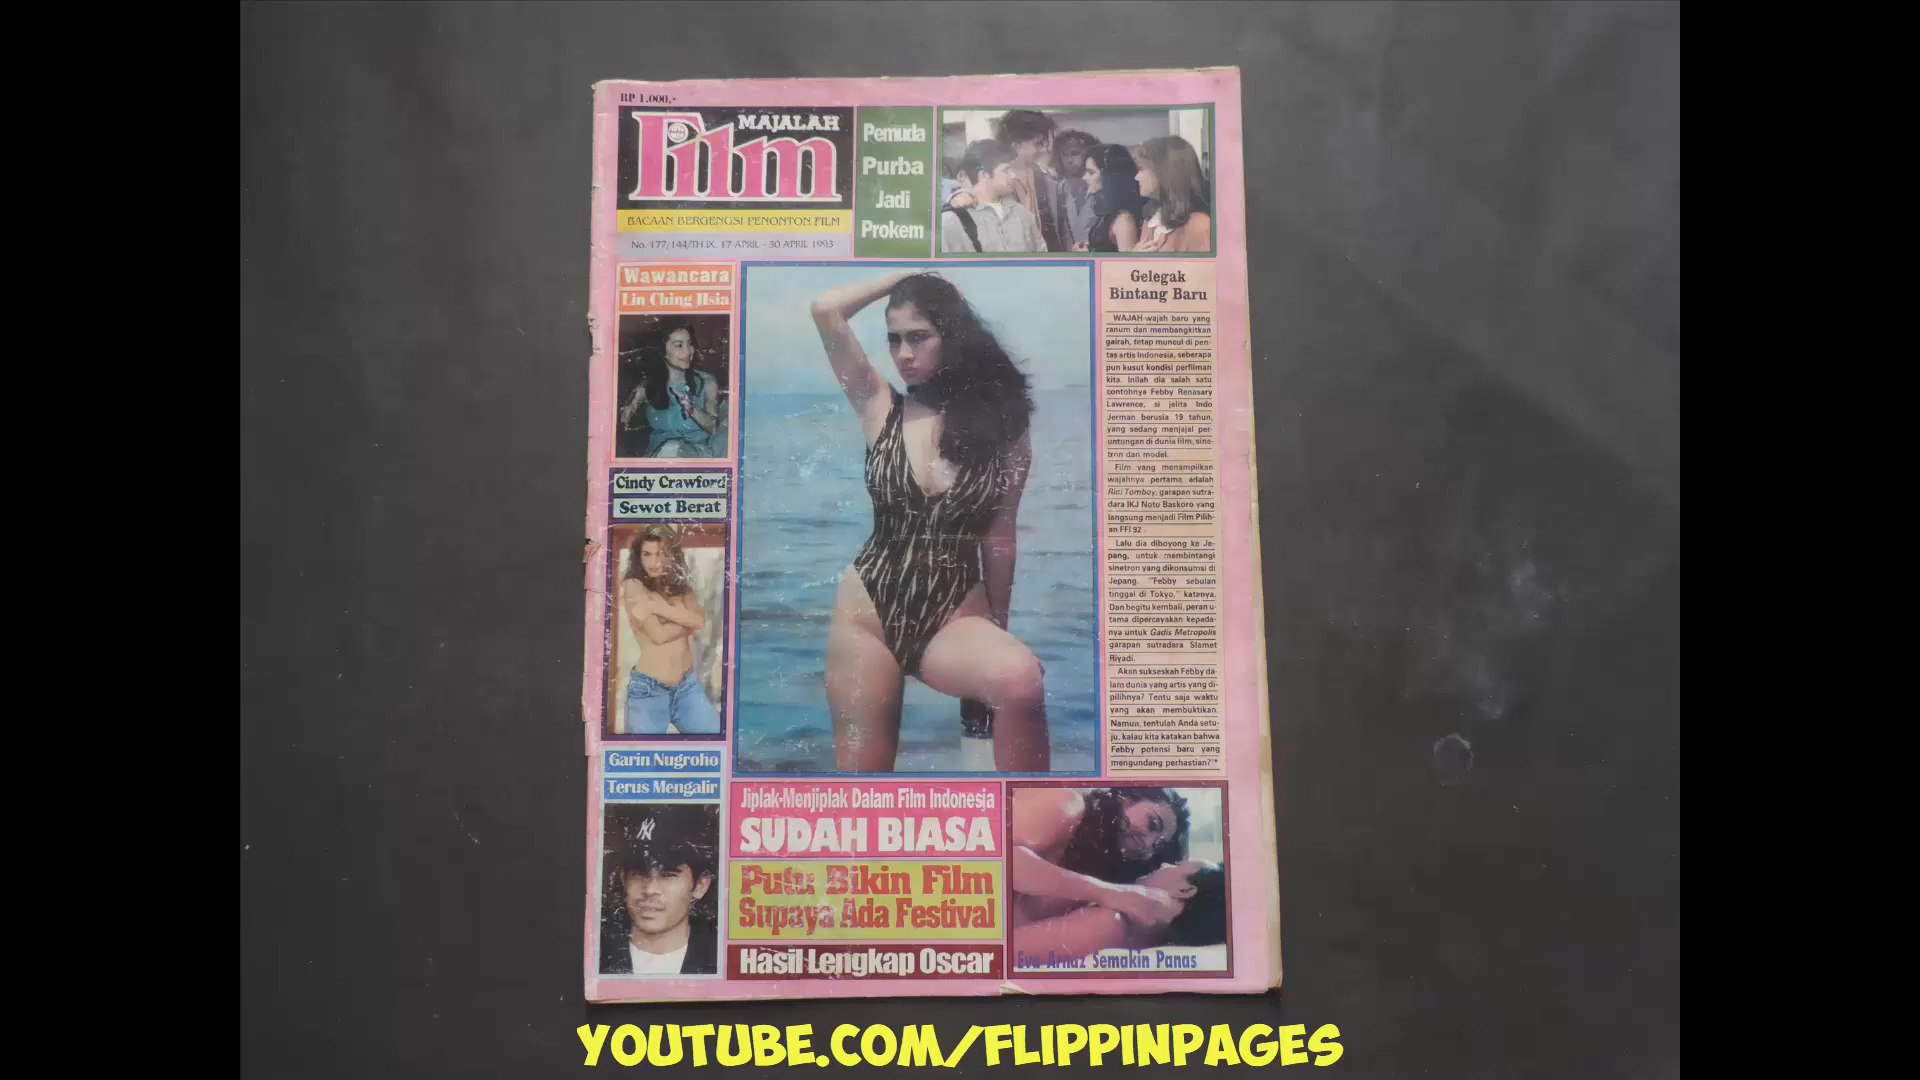 RP 1.000,-
MAJALAH
Film
BACAAN BERGENGSI PENONTON FILM
No. 177/144/TH.IX. 17 APRIL - 30 APRIL 1993
Pemuda
Purba
Jadi
Prokem
Wawancara
Lin Ching Hsia
Cindy Crawford
Sewot Berat
Garin Nugroho
Terus Mengalir
NY
Gelegak
Bintang Baru
WAJAH-wajah baru yang
ranum dan membangkitkan
gairah, tetap muncul di pen-
tas artis Indonesia, seberapa
pun kusut kondisi perfilman
kita. Inilah dia salah satu
contohnya Febby Renasary
Lawrence, si jelita Indo
Jerman berusia 19 tahun,
yang sedang menjajal per-
untungan di dunia film, sine-
tron dan model.
Film yang menampilkan
wajahnya pertama adalah
Rini Tomboy, garapan sutra-
dara IKJ Noto Baskoro yang
langsung menjadi Film Pilih-
an FFI 92.
Lalu dia diboyong ke Je-
pang, untuk membintangi
sinetron yang dikonsumsi di
Jepang. "Febby sebulan
tinggal di Tokyo," katanya.
Dan begitu kembali, peran u-
tama dipercayakan kepada-
nya untuk Gadis Metropolis
garapan sutradara Slamet
Riyadi.
Akan sukseskah Febby da-
lam dunia yang artis yang di-
pilihnya? Tentu saja waktu
yang akan membuktikan.
Namun, tentulah Anda setu-
ju, kalau kita katakan bahwa
Febby potensi baru yang
mengundang perhastian?"*
Jiplak-Menjiplak Dalam Film Indonesia
SUDAH BIASA
Putu Bikin Film
Supaya Ada Festival
Hasil Lengkap Oscar
Eva Arnaz Semakin Panas
YOUTUBE.COM/FLIPPINPAGES